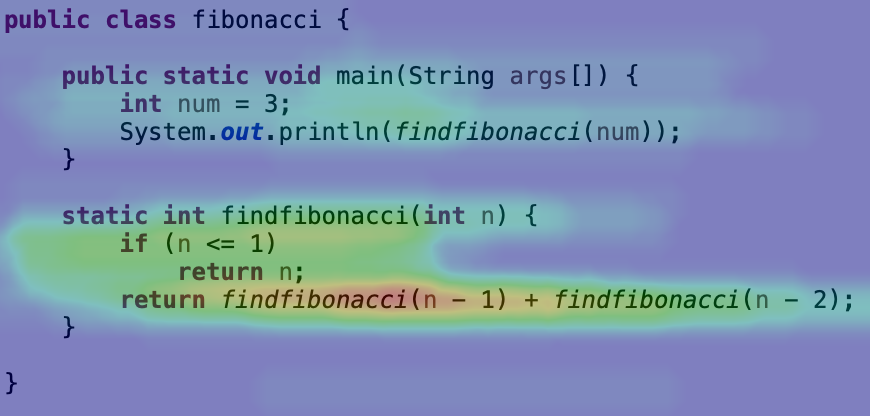 public class fibonacci {
public static void main(String args[]) {
int num = 3;
System.out.println(findfibonacci(num));
}
static int findfibonacci(int n) {
if (n <= 1)
return n;
return findfibonacci(n - 1) + findfibonacci(n - 2);
}
}